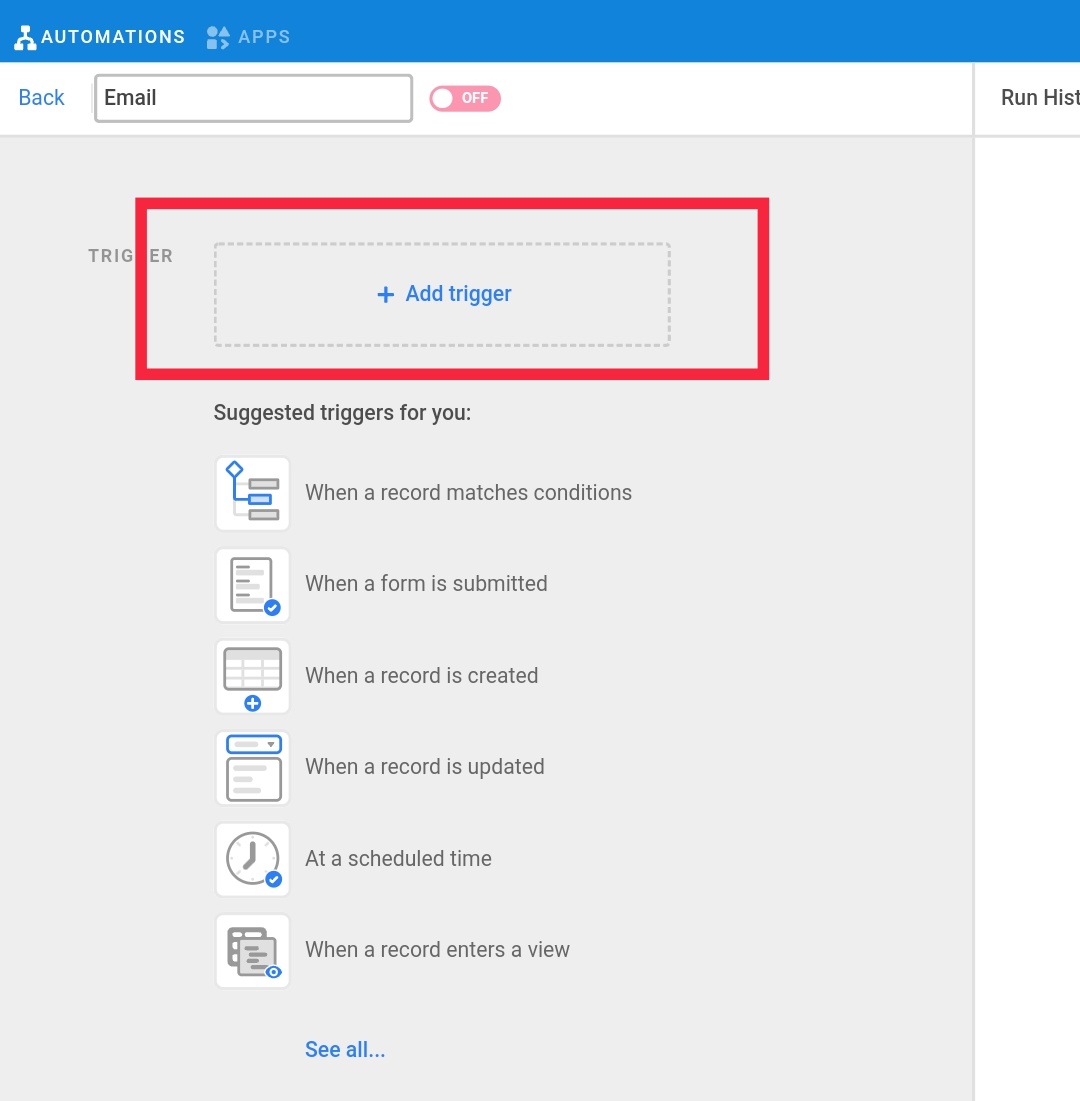 AUTOMATIONS APPS
Back Email OFF Run Hist
TRIG ER
+ Add trigger
Suggested triggers for you:
When a record matches conditions
When a form is submitted
When a record is created
When a record is updated
At a scheduled time
When a record enters a view
See all...